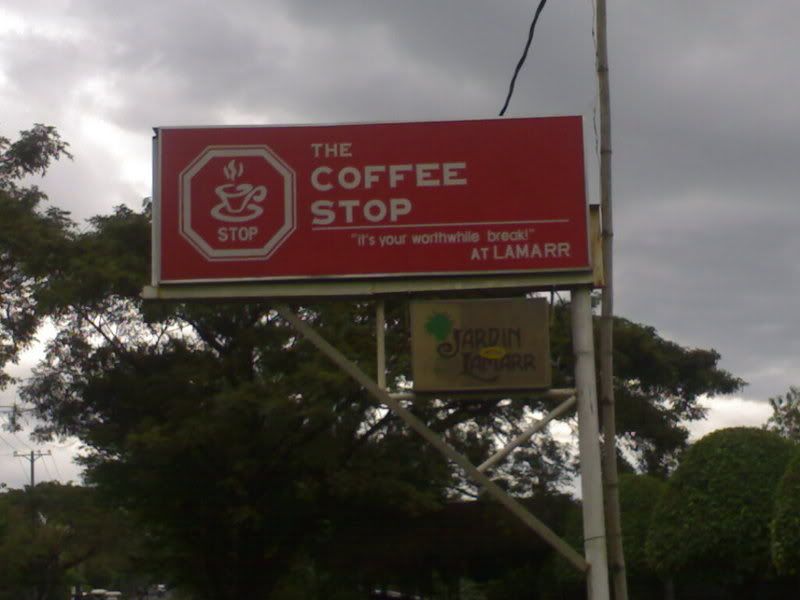 STOP
THE
COFFEE
STOP
"it's your worthwhile break!"
AT LAMARR
JARDIN
LAMARR